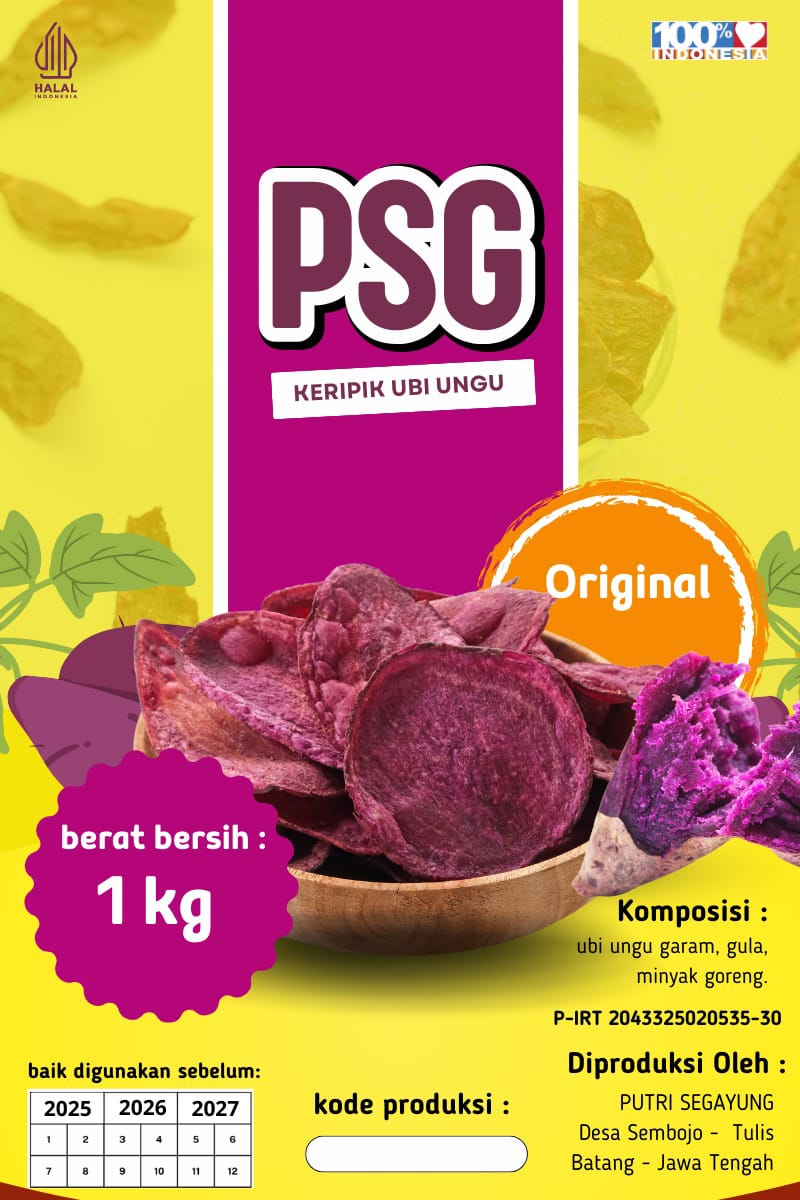 HALAL
INDONESIA
100%
INDONESIA
PSG
KERIPIK UBI UNGU
Original
berat bersih :
1 kg
Komposisi :
ubi ungu garam, gula,
minyak goreng.
P-IRT 2043325020535-30
Diproduksi Oleh :
PUTRI SEGAYUNG
Desa Sembojo - Tulis
Batang - Jawa Tengah
kode produksi :
baik digunakan sebelum:
2025 2026 2027
1 2 3 4 5 6
7 8 9 10 11 12